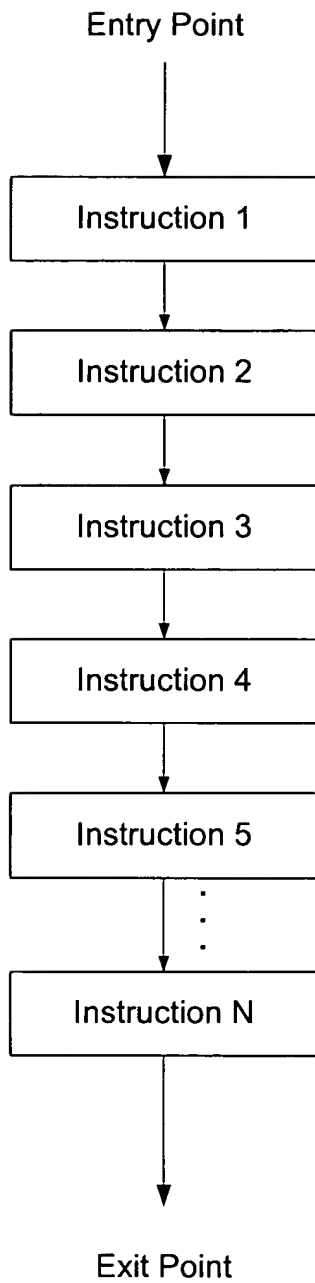 Entry Point
Instruction 1
Instruction 2
Instruction 3
Instruction 4
Instruction 5
Instruction N
Exit Point